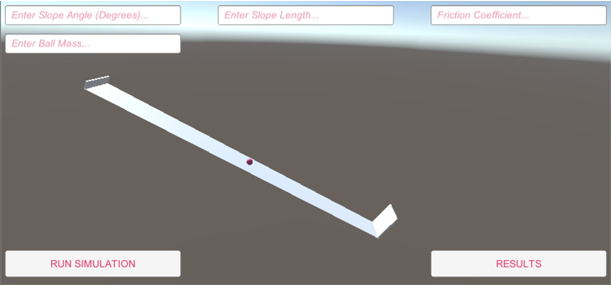 Enter Slope Angle (Degrees)...
Enter Slope Length...
Friction Coefficient...
Enter Ball Mass...
RUN SIMULATION
RESULTS